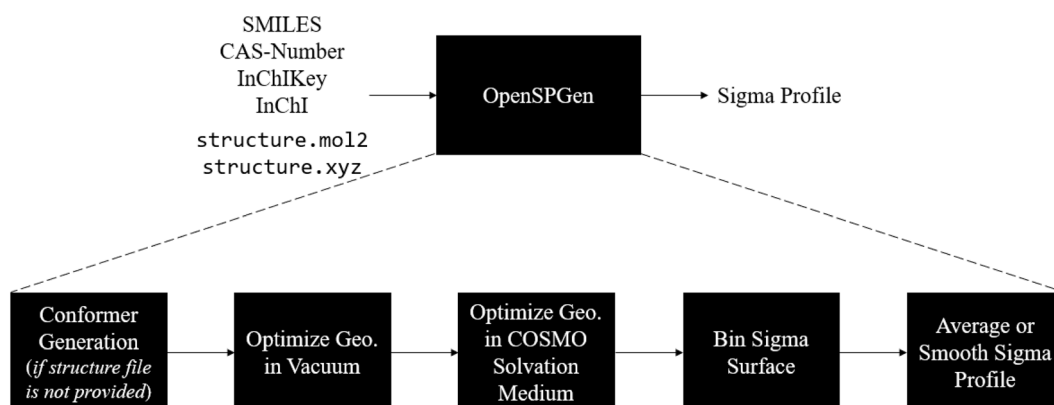 SMILES
CAS-Number
InChIKey
InChI
structure.mol2
structure.xyz
OpenSPGen
Sigma Profile
Conformer
Generation
(if structure file
is not provided)
Optimize Geo.
in Vacuum
Optimize Geo.
in COSMO
Solvation
Medium
Bin Sigma
Surface
Average or
Smooth Sigma
Profile